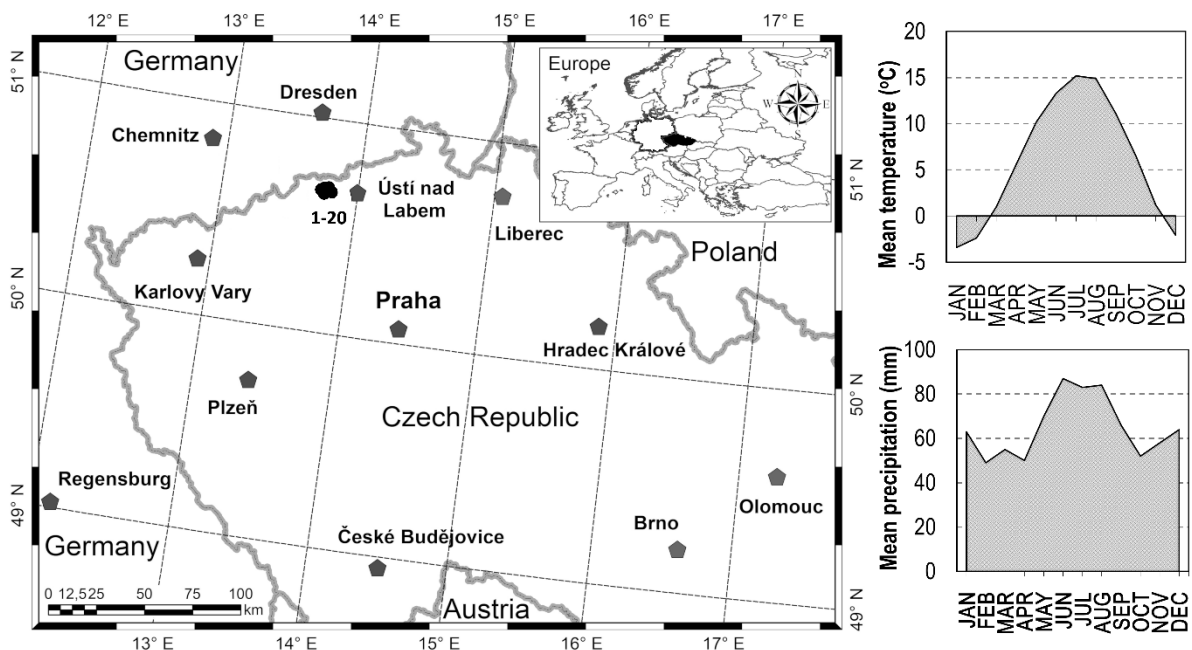 12° E
13° E
14° E
15° E
16° E
17° E
51° N
50° N
49° N
51° N
50° N
49° N
Germany
Dresden
Chemnitz
1-20
Ústí nad
Labem
Liberec
Karlovy Vary
Praha
Poland
Hradec Králové
Plzeň
Czech Republic
Regensburg
Germany
České Budějovice
Brno
Olomouc
Austria
0 12,525 50 75 100
km
13° E
14° E
15° E
16° E
17° E
Europe
N
W
E
S
Mean temperature (ºC)
20
15
10
5
0
-5
JAN
FEB
MAR
APR
MAY
JUN
JUL
AUG
SEP
OCT
NOV
DEC
Mean precipitation (mm)
100
80
60
40
20
0
JAN
FEB
MAR
APR
MAY
JUN
JUL
AUG
SEP
OCT
NOV
DEC